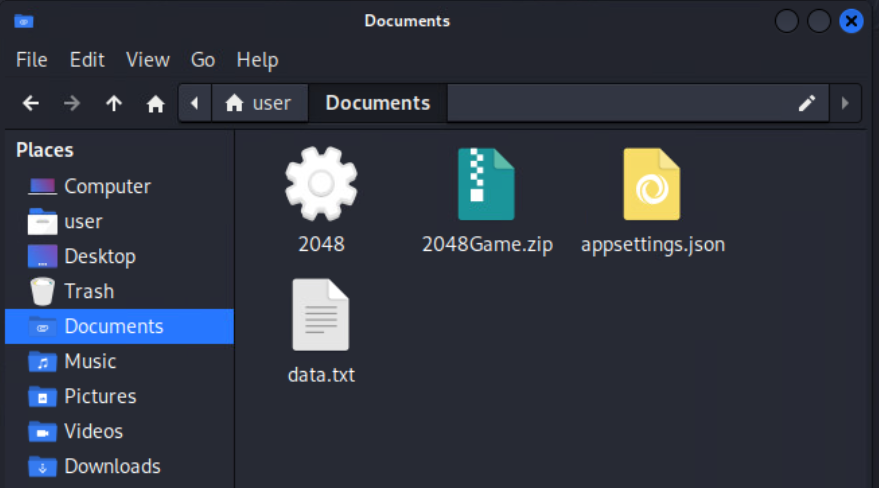 Documents
File Edit View Go Help
user Documents
Places
Computer
user
Desktop
Trash
Documents
Music
Pictures
Videos
Downloads
2048 2048Game.zip appsettings.json
data.txt